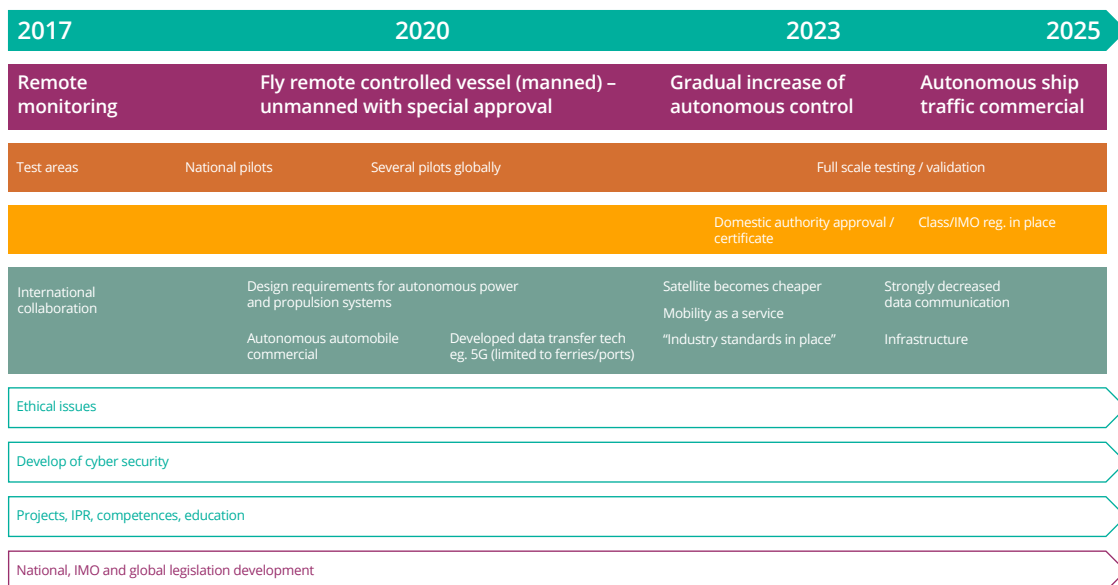 2017 2020 2023 2025
Remote
monitoring
Fly remote controlled vessel (manned) –
unmanned with special approval
Gradual increase of
autonomous control
Autonomous ship
traffic commercial
Test areas National pilots Several pilots globally Full scale testing / validation
Domestic authority approval /
certificate
Class/IMO reg. in place
International
collaboration
Design requirements for autonomous power
and propulsion systems
Autonomous automobile
commercial
Developed data transfer tech
eg. 5G (limited to ferries/ports)
Satellite becomes cheaper
Mobility as a service
“Industry standards in place”
Strongly decreased
data communication
Infrastructure
Ethical issues
Develop of cyber security
Projects, IPR, competences, education
National, IMO and global legislation development